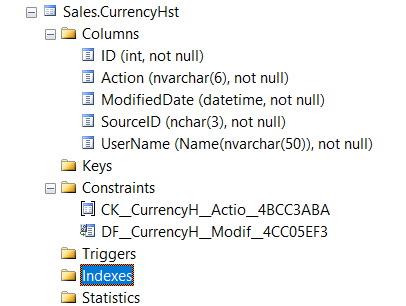 Sales.CurrencyHst
Columns
ID (int, not null)
Action (nvarchar(6), not null)
ModifiedDate (datetime, not null)
SourceID (nchar(3), not null)
UserName (Name(nvarchar(50)), not null)
Keys
Constraints
CK__CurrencyH__Actio__4BCC3ABA
DF__CurrencyH__Modif__4CC05EF3
Triggers
Indexes
Statistics